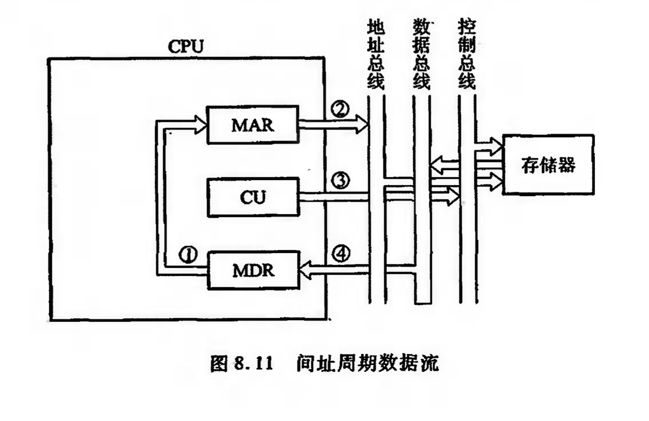 CPU
地址总线
数据总线
控制总线
②
MAR
存储器
③
CU
①
④
MDR
图 8.11 间址周期数据流